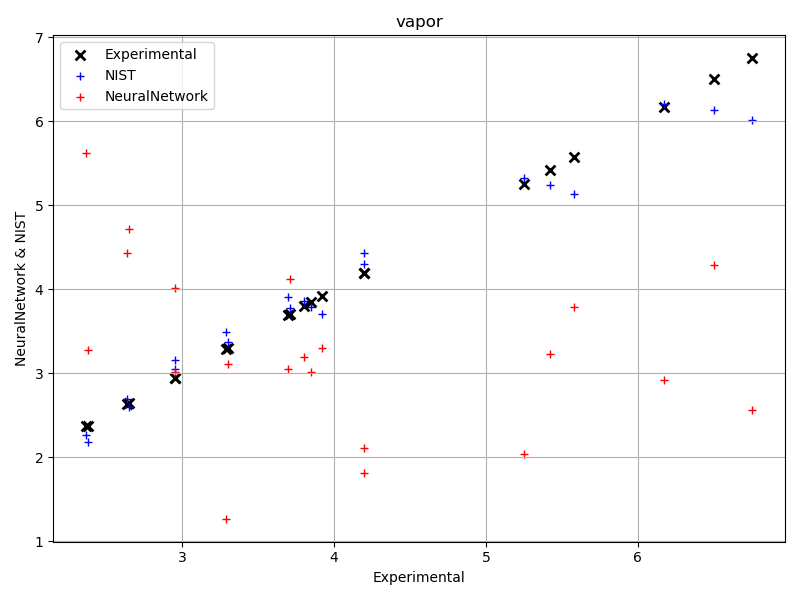 vapor
Experimental
NIST
NeuralNetwork
7
6
5
4
3
2
1
NeuralNetwork & NIST
3 4 5 6
Experimental